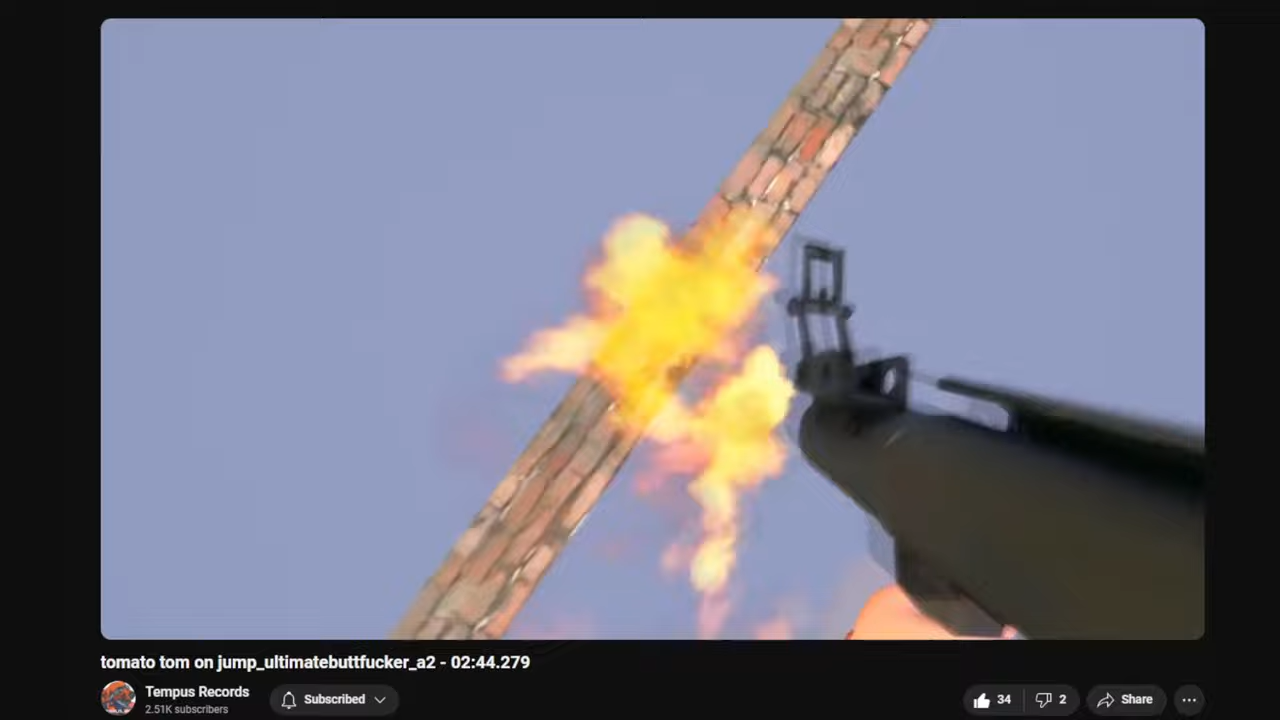 tomato tom on jump_ultimatebuttfucker_a2 - 02:44.279
Tempus Records
2.51K subscribers
Subscribed
34
2
Share